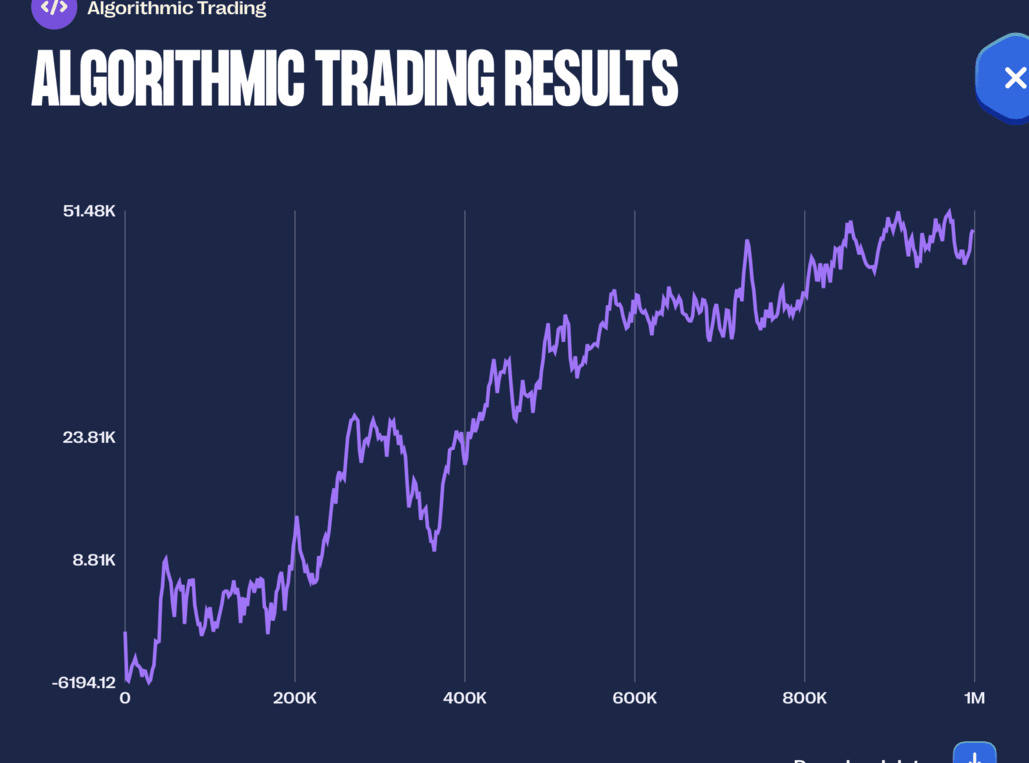 </> Algorithmic Trading
ALGORITHMIC TRADING RESULTS
51.48K
23.81K
8.81K
-6194.12
0 200K 400K 600K 800K 1M